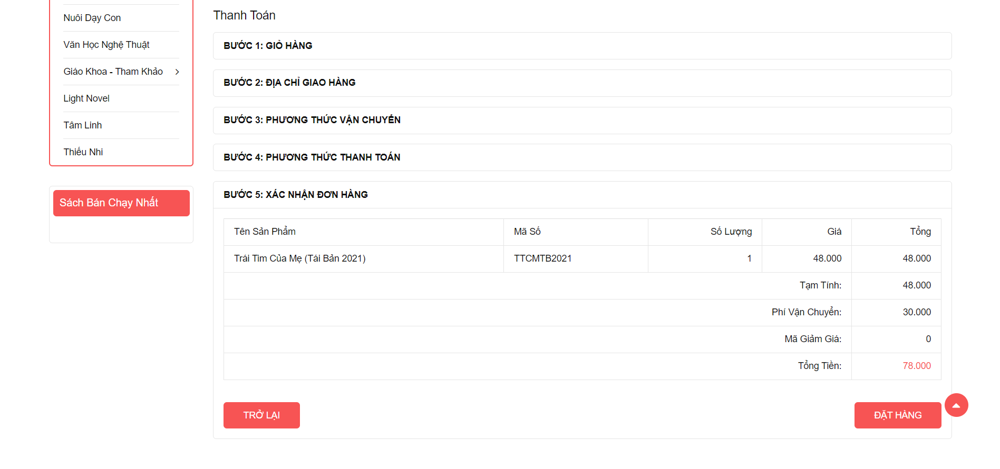 Nuôi Dạy Con
Văn Học Nghệ Thuật
Giáo Khoa - Tham Khảo
Light Novel
Tâm Linh
Thiếu Nhi
Sách Bán Chạy Nhất
Thanh Toán
BƯỚC 1: GIỎ HÀNG
BƯỚC 2: ĐỊA CHỈ GIAO HÀNG
BƯỚC 3: PHƯƠNG THỨC VẬN CHUYỂN
BƯỚC 4: PHƯƠNG THỨC THANH TOÁN
BƯỚC 5: XÁC NHẬN ĐƠN HÀNG
Tên Sản Phẩm Mã Số Số Lượng Giá Tổng
Trái Tim Của Mẹ (Tái Bản 2021) TTCMTB2021 1 48.000 48.000
Tạm Tính: 48.000
Phí Vận Chuyển: 30.000
Mã Giảm Giá: 0
Tổng Tiền: 78.000
TRỞ LẠI ĐẶT HÀNG